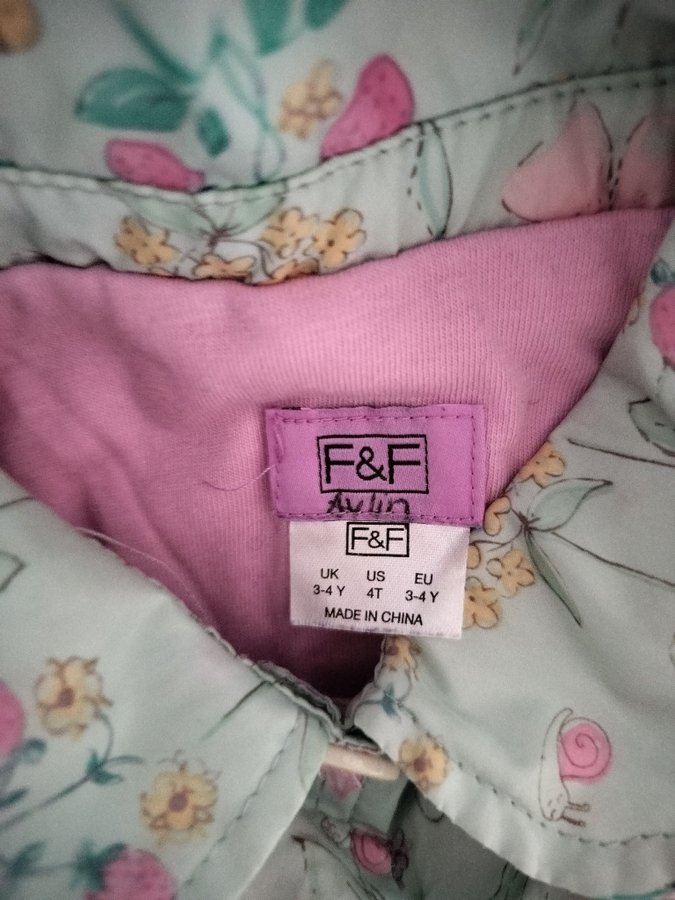 F&F
Aylin
F&F
UK US EU
3-4 Y 4T 3-4 Y
MADE IN CHINA